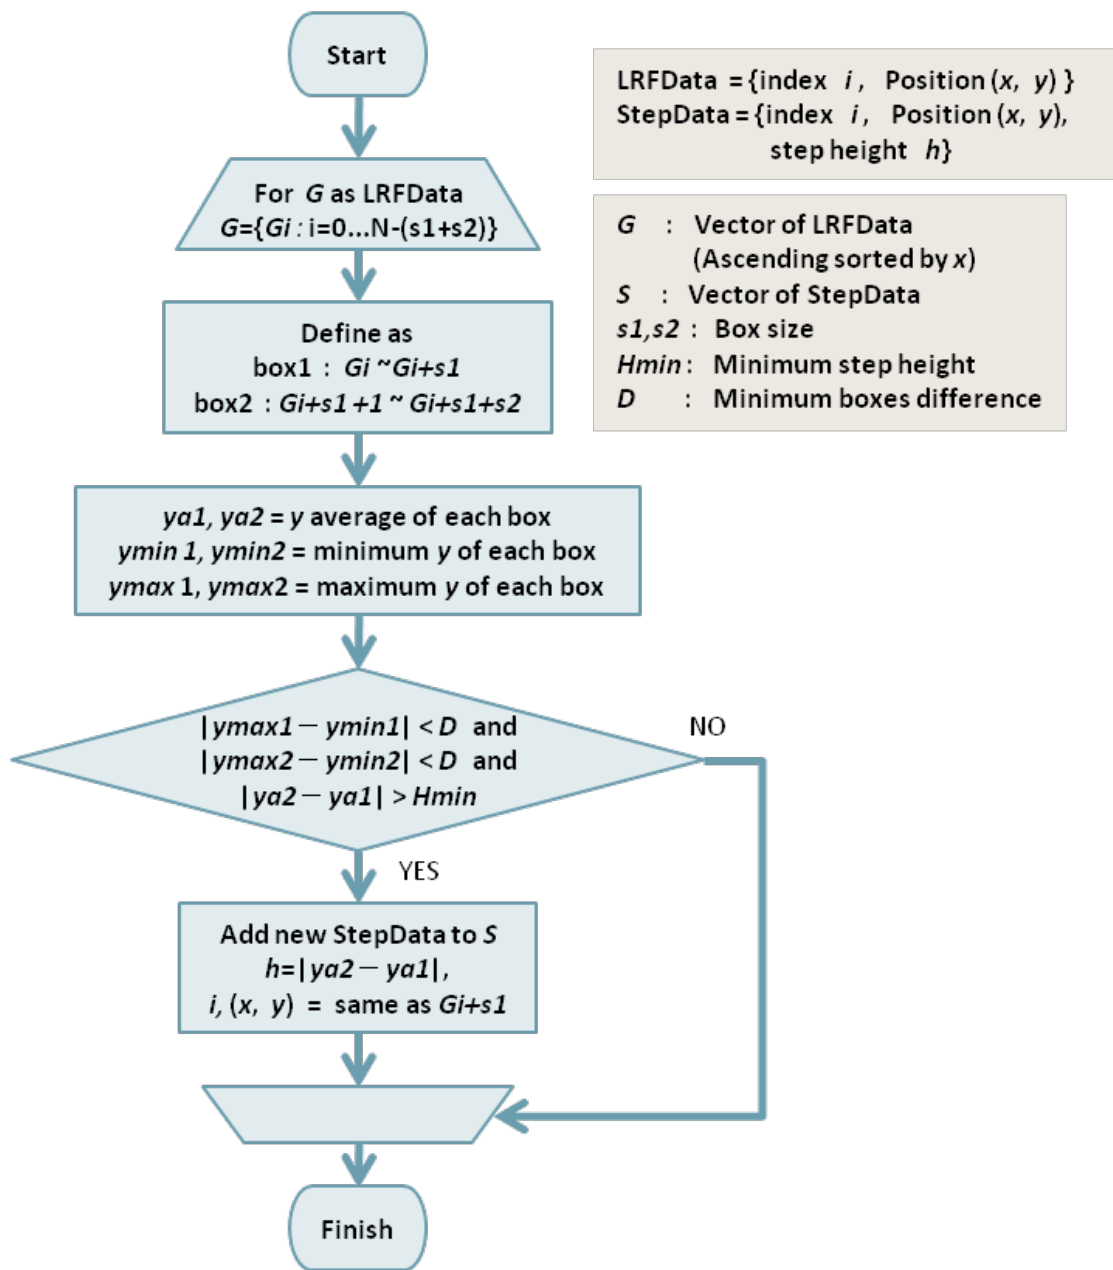 Start
LRFData = {index i, Position (x, y) }
StepData = {index i, Position (x, y),
step height h}
For G as LRFData
G={Gi : i=0...N-(s1+s2)}
G : Vector of LRFData
(Ascending sorted by x)
S : Vector of StepData
s1,s2 : Box size
Hmin : Minimum step height
D : Minimum boxes difference
Define as
box1 : Gi ~Gi+s1
box2 : Gi+s1 +1 ~ Gi+s1+s2
ya1, ya2 = y average of each box
ymin 1, ymin2 = minimum y of each box
ymax 1, ymax2 = maximum y of each box
|ymax1 — ymin1| < D and
|ymax2 — ymin2| < D and
|ya2 — ya1| > Hmin
NO
YES
Add new StepData to S
h=|ya2 — ya1|,
i, (x, y) = same as Gi+s1
Finish